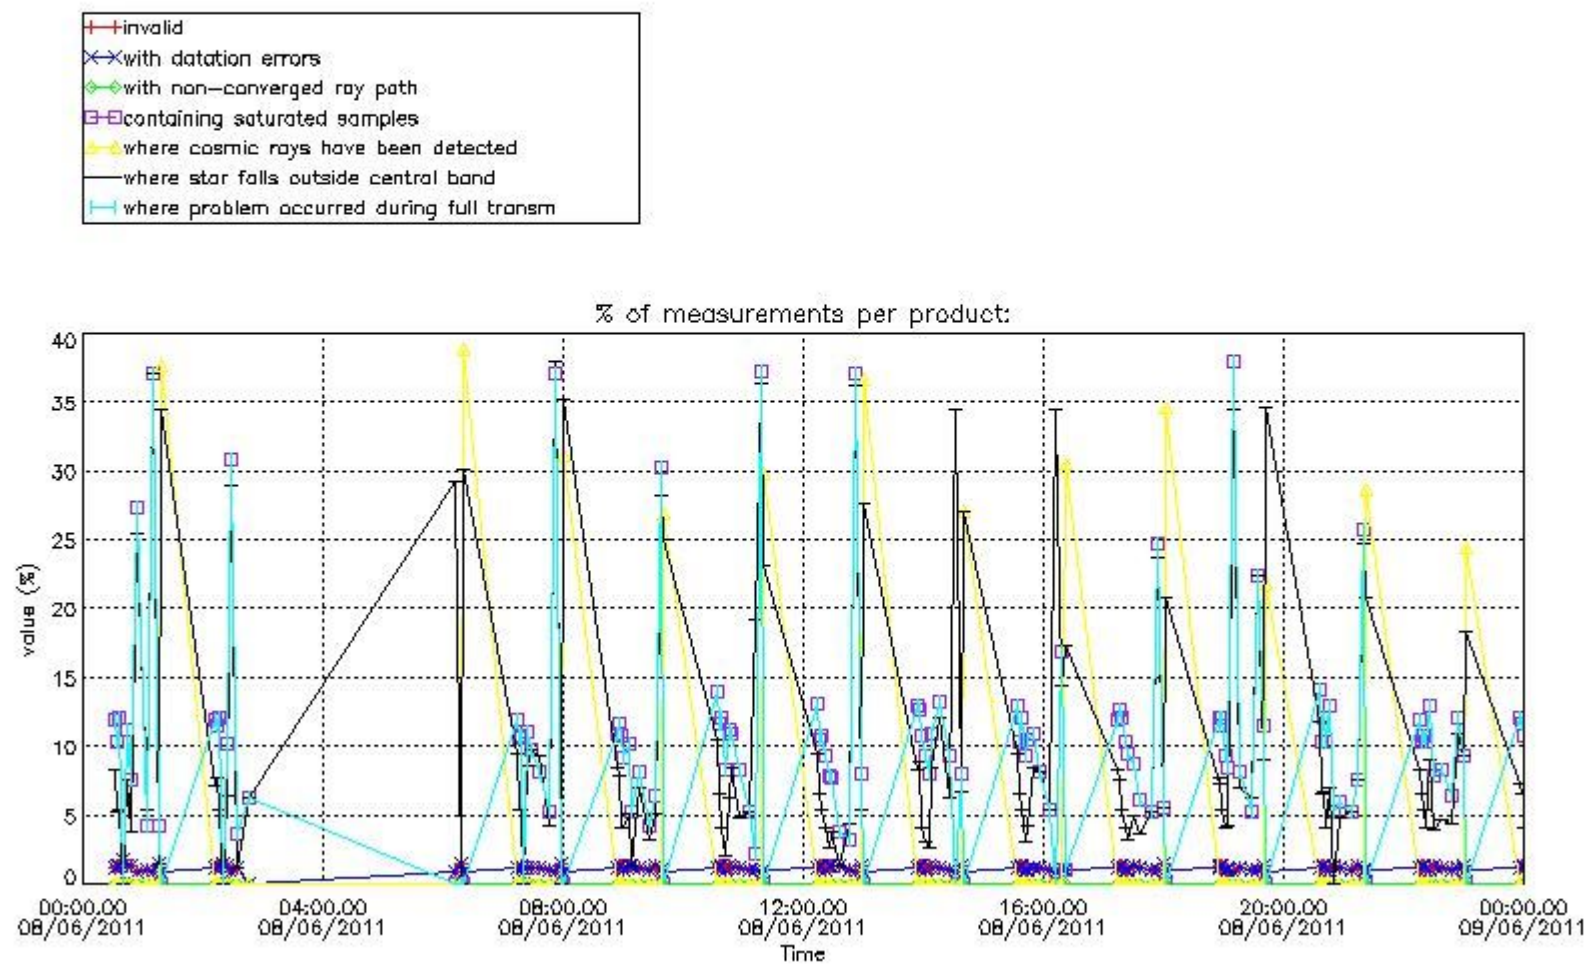 invalid
with datation errors
with non-converged ray path
containing saturated samples
where cosmic rays have been detected
where star falls outside central band
where problem occurred during full transm
% of measurements per product:
40
35
30
25
20
15
10
5
0
value (%)
00:00:00 04:00:00 08:00:00 12:00:00 16:00:00 20:00:00 00:00:00
08/06/2011 08/06/2011 08/06/2011 08/06/2011 08/06/2011 08/06/2011 09/06/2011
Time